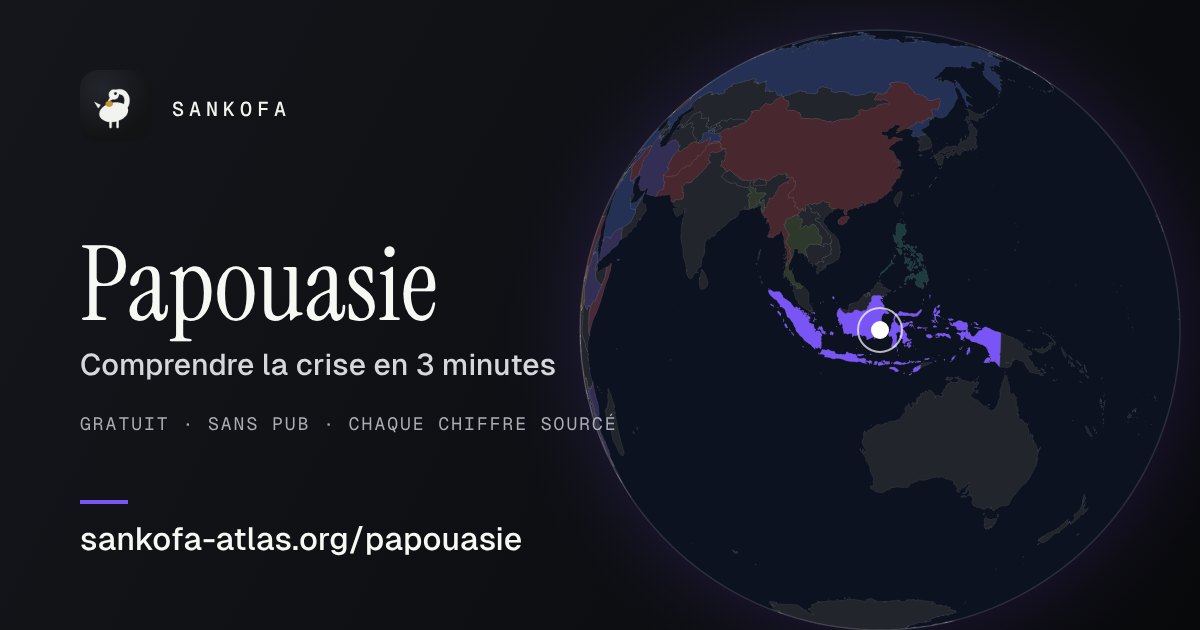 SANKOFA
Papouasie
Comprendre la crise en 3 minutes
GRATUIT · SANS PUB · CHAQUE CHIFFRE SOURCÉ
sankofa-atlas.org/papouasie